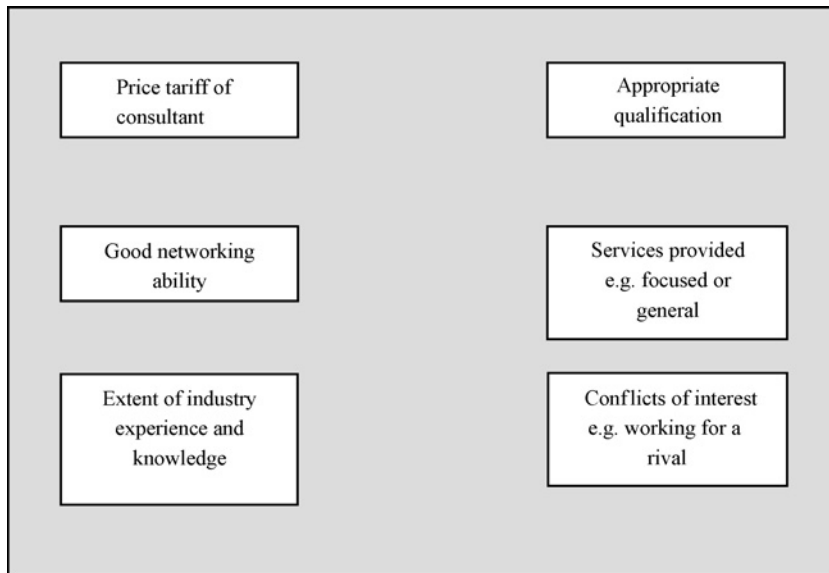 Price tariff of
consultant
Appropriate
qualification
Good networking
ability
Services provided
e.g. focused or
general
Extent of industry
experience and
knowledge
Conflicts of interest
e.g. working for a
rival